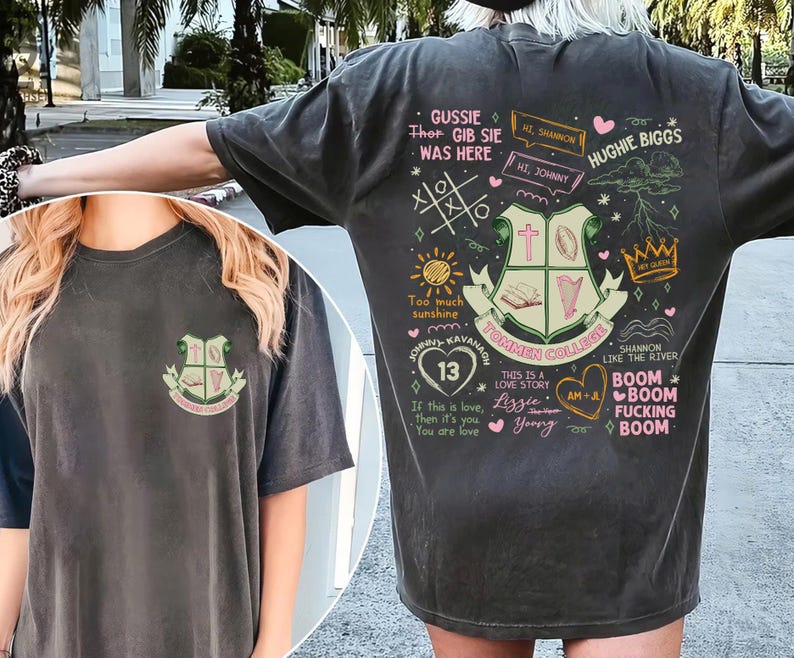 GUSSIE
Thor GIB SIE
WAS HERE
HI, SHANNON
HI, JOHNNY
HUGHIE BIGGS
X O
X O X
O
HEY QUEEN
Too much
sunshine
TOMMEN COLLEGE
JOHNNY KAVANAGH
13
SHANNON
LIKE THE RIVER
THIS IS A
LOVE STORY
Lizzie
The Viper
Young
AM + JL
BOOM
BOOM
FUCKING
BOOM
If this is love,
then it's you.
You are love
TOMMEN COLLEGE